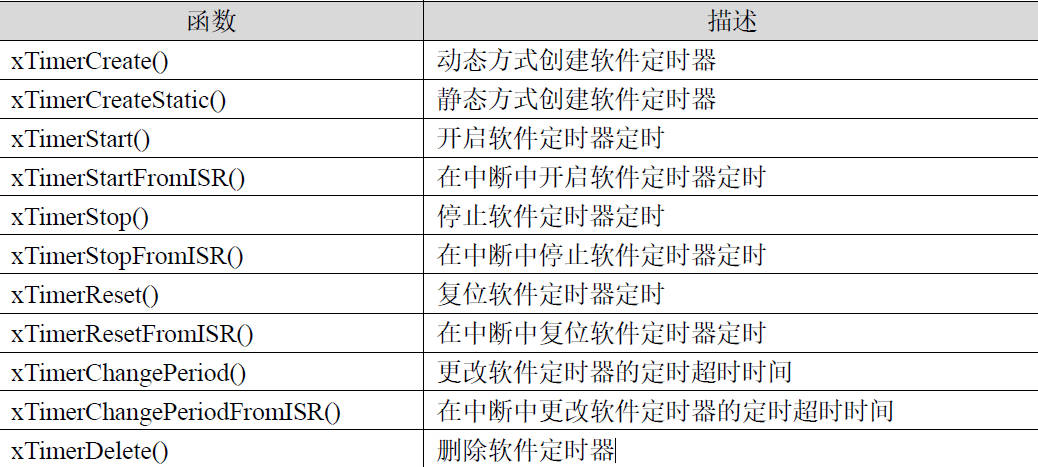 函数 描述
xTimerCreate() 动态方式创建软件定时器
xTimerCreateStatic() 静态方式创建软件定时器
xTimerStart() 开启软件定时器定时
xTimerStartFromISR() 在中断中开启软件定时器定时
xTimerStop() 停止软件定时器定时
xTimerStopFromISR() 在中断中停止软件定时器定时
xTimerReset() 复位软件定时器定时
xTimerResetFromISR() 在中断中复位软件定时器定时
xTimerChangePeriod() 更改软件定时器的定时超时时间
xTimerChangePeriodFromISR() 在中断中更改软件定时器的定时超时时间
xTimerDelete() 删除软件定时器